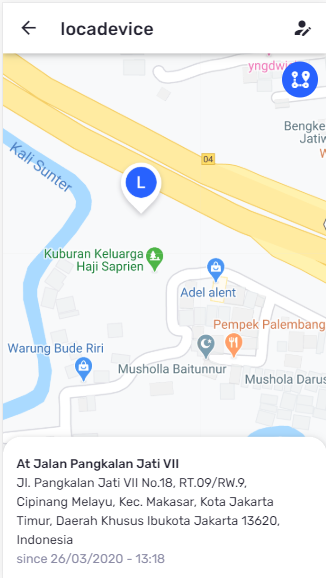 locadevice
yngdwi
Bengke
Jativ
04
Kali Sunter
L
Kuburan Keluarga
Haji Saprien
Adel alent
Pempek Palembang
Warung Bude Riri
Musholla Baitunnur
Mushola Darus
At Jalan Pangkalan Jati VII
Jl. Pangkalan Jati VII No.18, RT.09/RW.9,
Cipinang Melayu, Kec. Makasar, Kota Jakarta
Timur, Daerah Khusus Ibukota Jakarta 13620,
Indonesia
since 26/03/2020 - 13:18